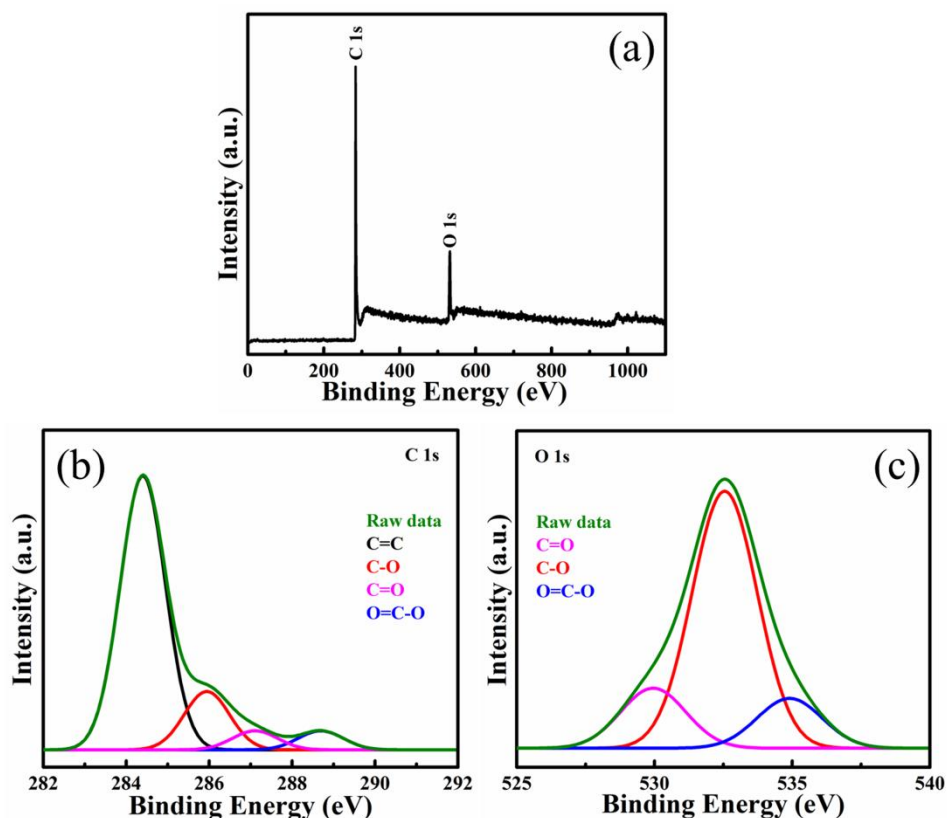 (a)
C 1s
O 1s
Intensity (a.u.)
0 200 400 600 800 1000
Binding Energy (eV)
(b)
C 1s
Raw data
C=C
C-O
C=O
O=C-O
Intensity (a.u.)
282 284 286 288 290 292
Binding Energy (eV)
O 1s
(c)
Raw data
C=O
C-O
O=C-O
Intensity (a.u.)
525 530 535 540
Binding Energy (eV)